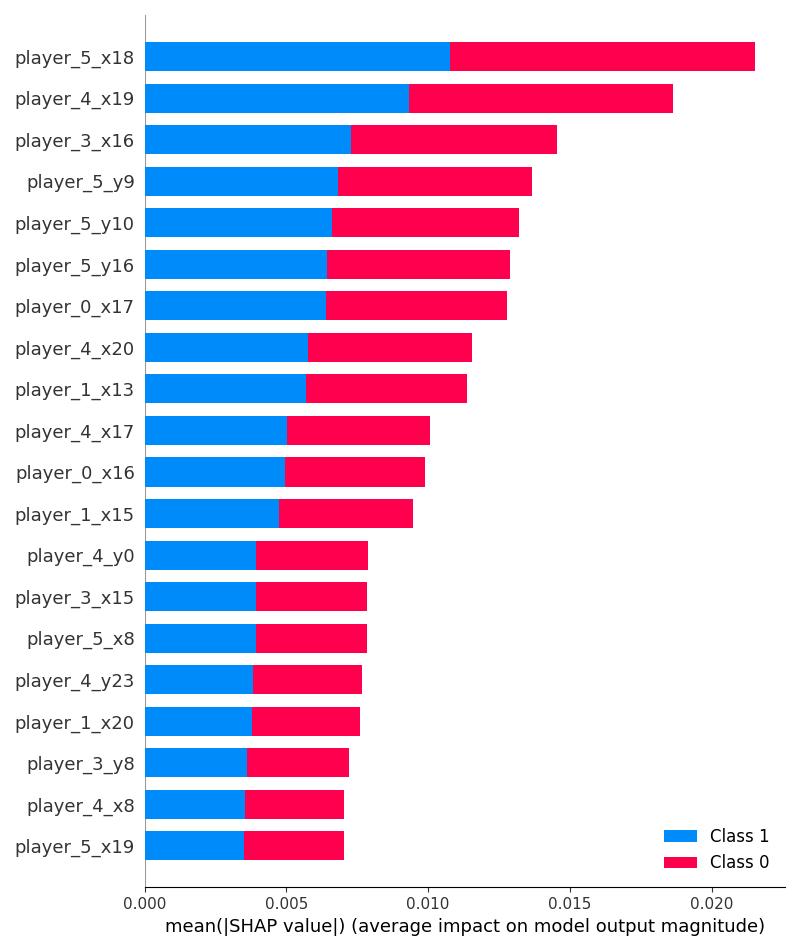 player_5_x18
player_4_x19
player_3_x16
player_5_y9
player_5_y10
player_5_y16
player_0_x17
player_4_x20
player_1_x13
player_4_x17
player_0_x16
player_1_x15
player_4_y0
player_3_x15
player_5_x8
player_4_y23
player_1_x20
player_3_y8
player_4_x8
player_5_x19
Class 1
Class 0
0.000 0.005 0.010 0.015 0.020
mean(|SHAP value|) (average impact on model output magnitude)